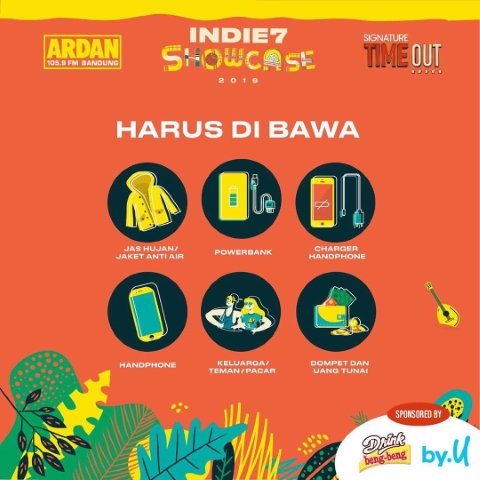 ARDAN
105.9 FM BANDUNG
INDIE7
SHOWCASE
2019
SIGNATURE
TIME OUT
HARUS DI BAWA
JAS HUJAN/
JAKET ANTI AIR
POWERBANK
CHARGER
HANDPHONE
HANDPHONE
KELUARGA/
TEMAN/PACAR
DOMPET DAN
UANG TUNAI
SPONSORED BY
Drink
beng-beng
by.U